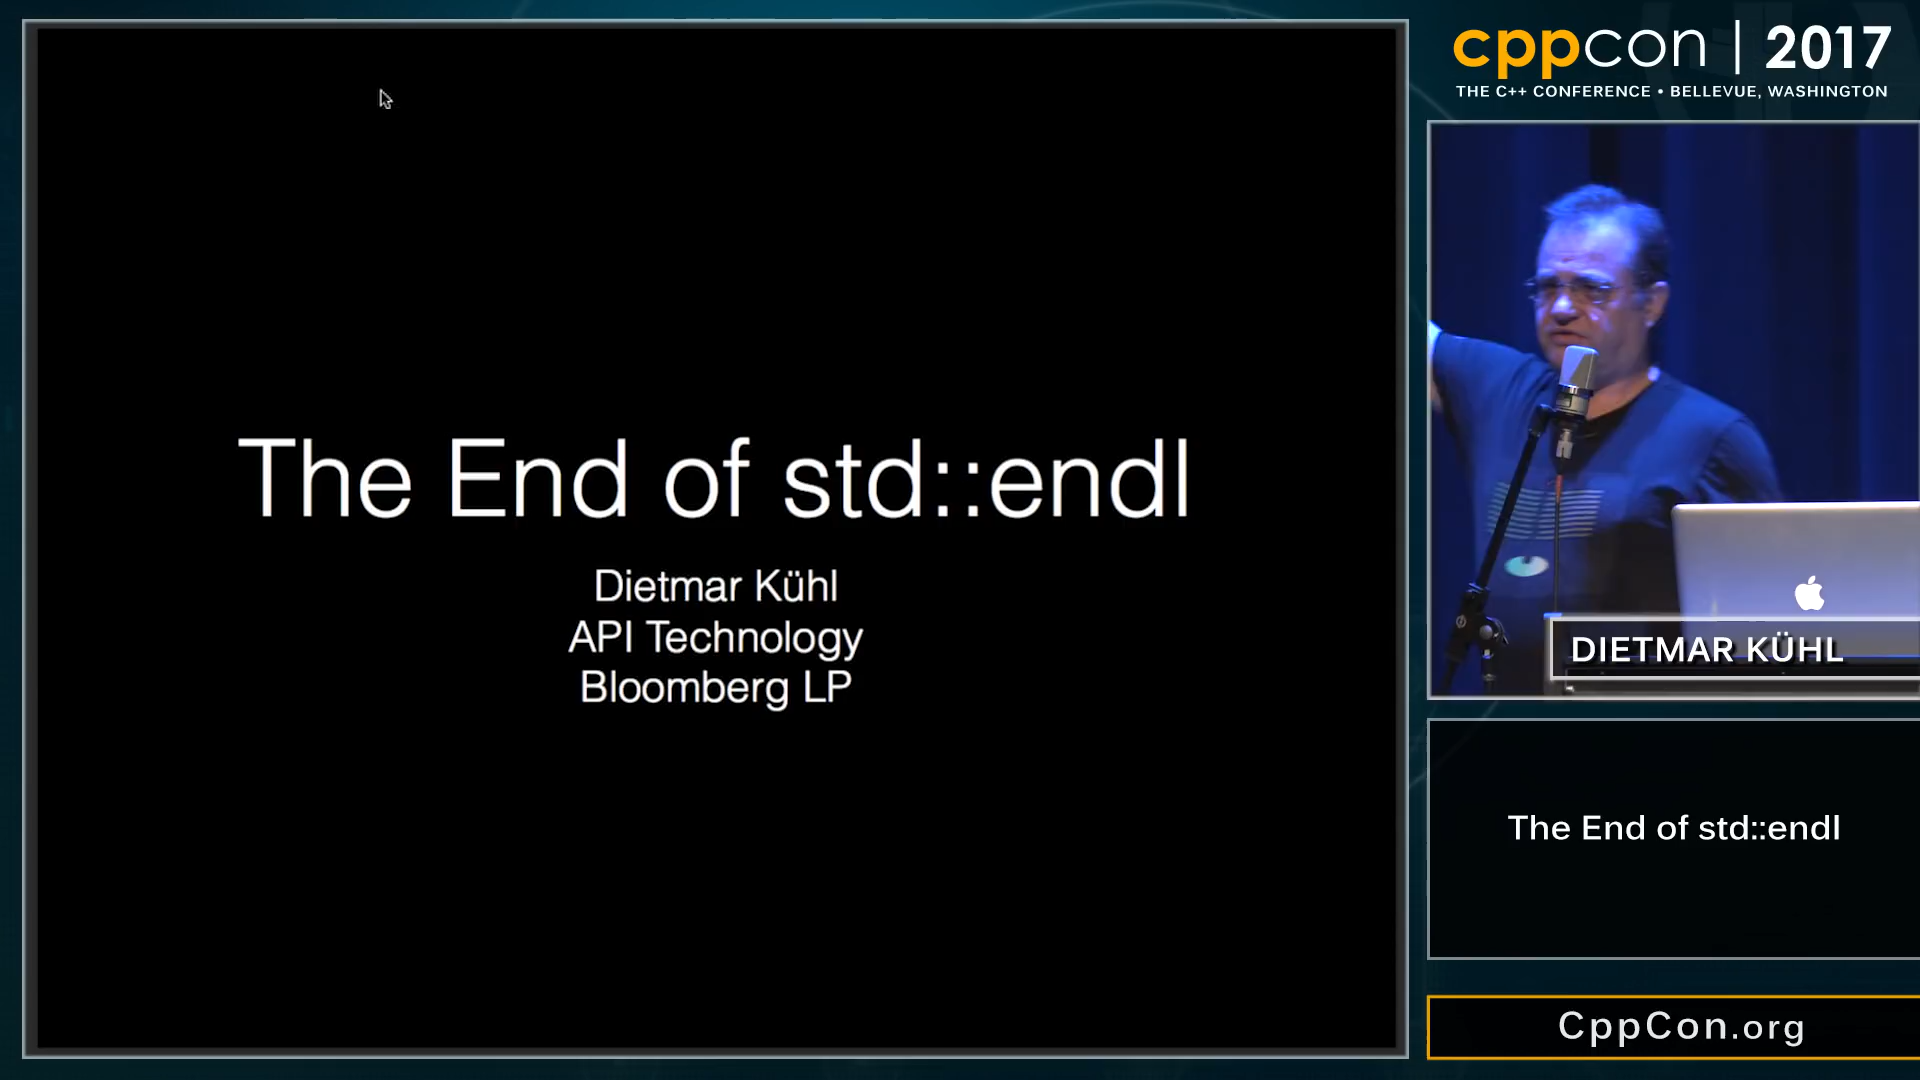 The End of std::endl
Dietmar Kühl
API Technology
Bloomberg LP
cppcon | 2017
THE C++ CONFERENCE • BELLEVUE, WASHINGTON
DIETMAR KÜHL
The End of std::endl
CppCon.org